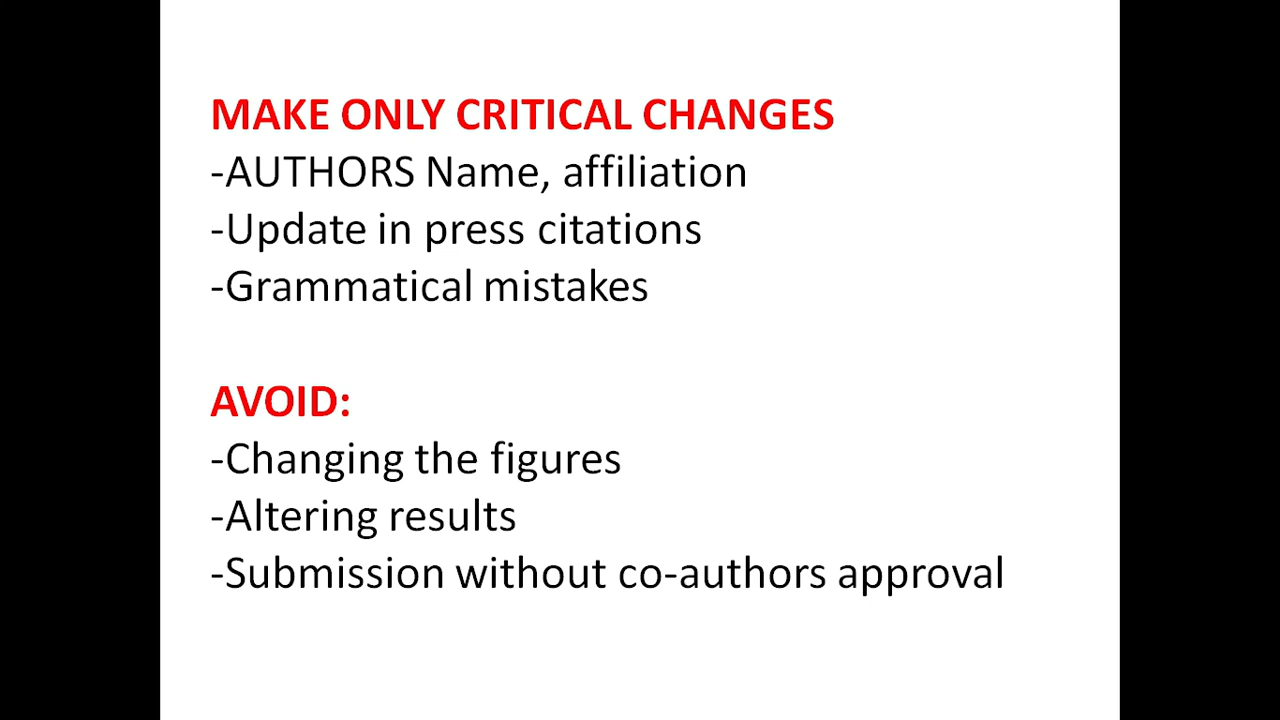 MAKE ONLY CRITICAL CHANGES
-AUTHORS Name, affiliation
-Update in press citations
-Grammatical mistakes
AVOID:
-Changing the figures
-Altering results
-Submission without co-authors approval